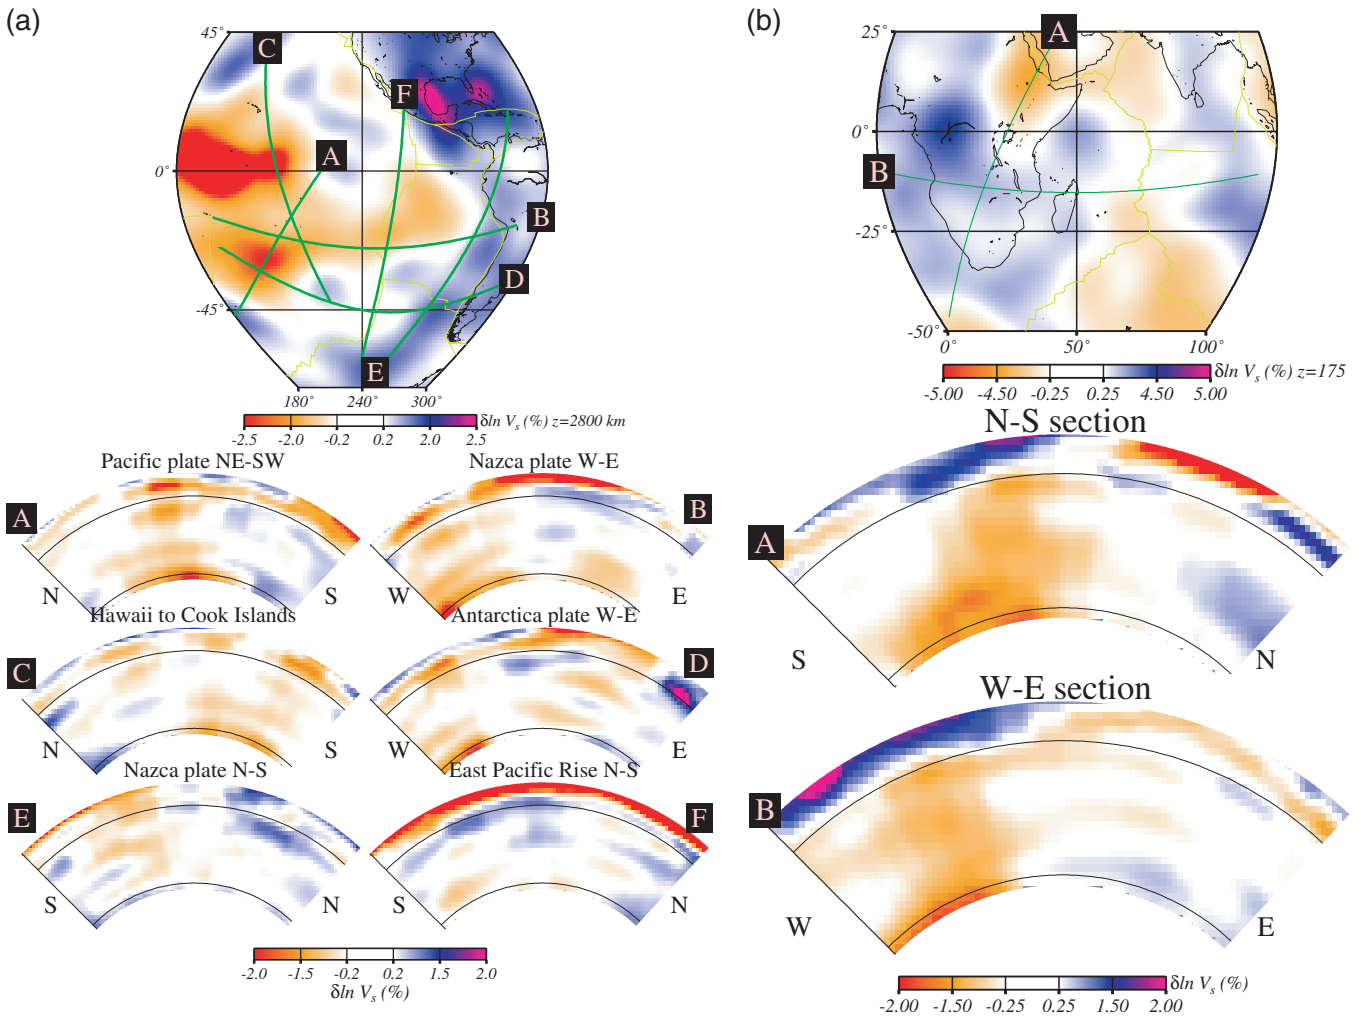 (a)
45°
0°
-45°
180° 240° 300°
C
F
A
B
D
E
-2.5 -2.0 -0.2 0.2 2.0 2.5
δln Vs (%) z=2800 km
(b)
25°
0°
-25°
-50°
0° 50° 100°
A
B
-5.00 -4.50 -0.25 0.25 4.50 5.00
δln Vs (%) z=175
Pacific plate NE-SW
A
N S
Nazca plate W-E
B
W E
Hawaii to Cook Islands
C
N S
Antarctica plate W-E
D
W E
Nazca plate N-S
E
S N
East Pacific Rise N-S
F
S N
-2.0 -1.5 -0.2 0.2 1.5 2.0
δln Vs (%)
N-S section
A
S N
W-E section
B
W E
-2.00 -1.50 -0.25 0.25 1.50 2.00
δln Vs (%)